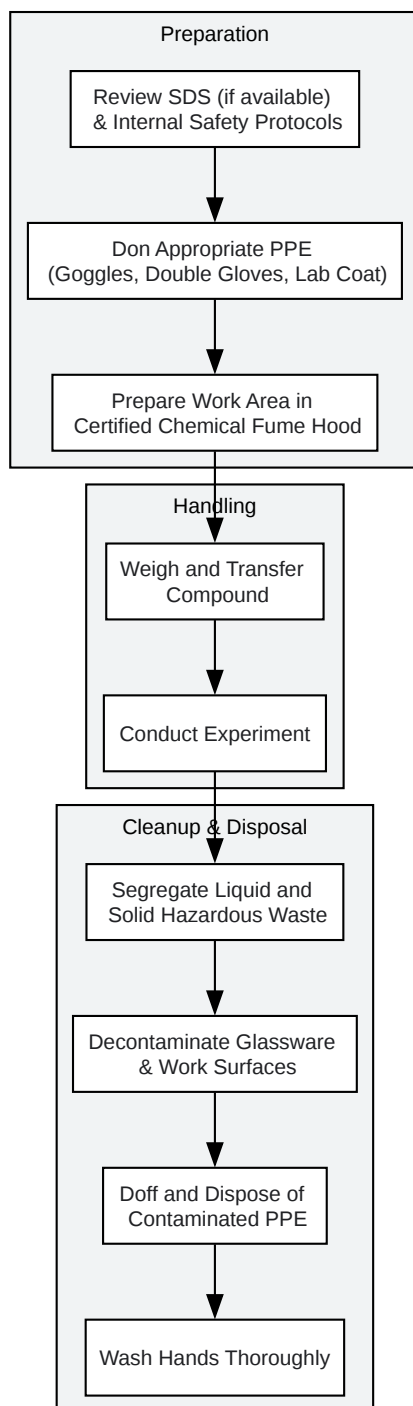 Preparation
Review SDS (if available)
& Internal Safety Protocols
Don Appropriate PPE
(Goggles, Double Gloves, Lab Coat)
Prepare Work Area in
Certified Chemical Fume Hood
Handling
Weigh and Transfer
Compound
Conduct Experiment
Cleanup & Disposal
Segregate Liquid and
Solid Hazardous Waste
Decontaminate Glassware
& Work Surfaces
Doff and Dispose of
Contaminated PPE
Wash Hands Thoroughly